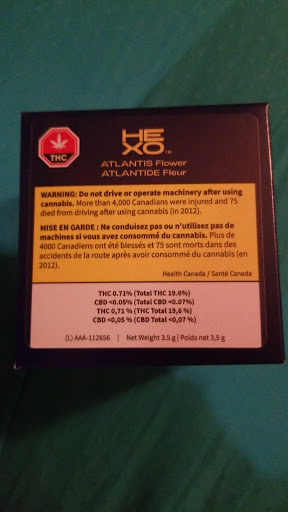 THC
HEXO™
ATLANTIS Flower
ATLANTIDE Fleur
WARNING: Do not drive or operate machinery after using
cannabis. More than 4,000 Canadians were injured and 75
died from driving after using cannabis (in 2012).
MISE EN GARDE : Ne conduisez pas ou n'utilisez pas de
machines si vous avez consommé du cannabis. Plus de
4000 Canadiens ont été blessés et 75 sont morts dans des
accidents de la route après avoir consommé du cannabis (en
2012).
Health Canada / Santé Canada
THC 0.71% (Total THC 19.6%)
CBD <0.05% (Total CBD <0.07%)
THC 0,71 % (THC Total 19,6 %)
CBD <0,05 % (CBD Total <0,07 %)
(L) AAA-112656 | Net Weight 3.5 g | Poids net 3,5 g